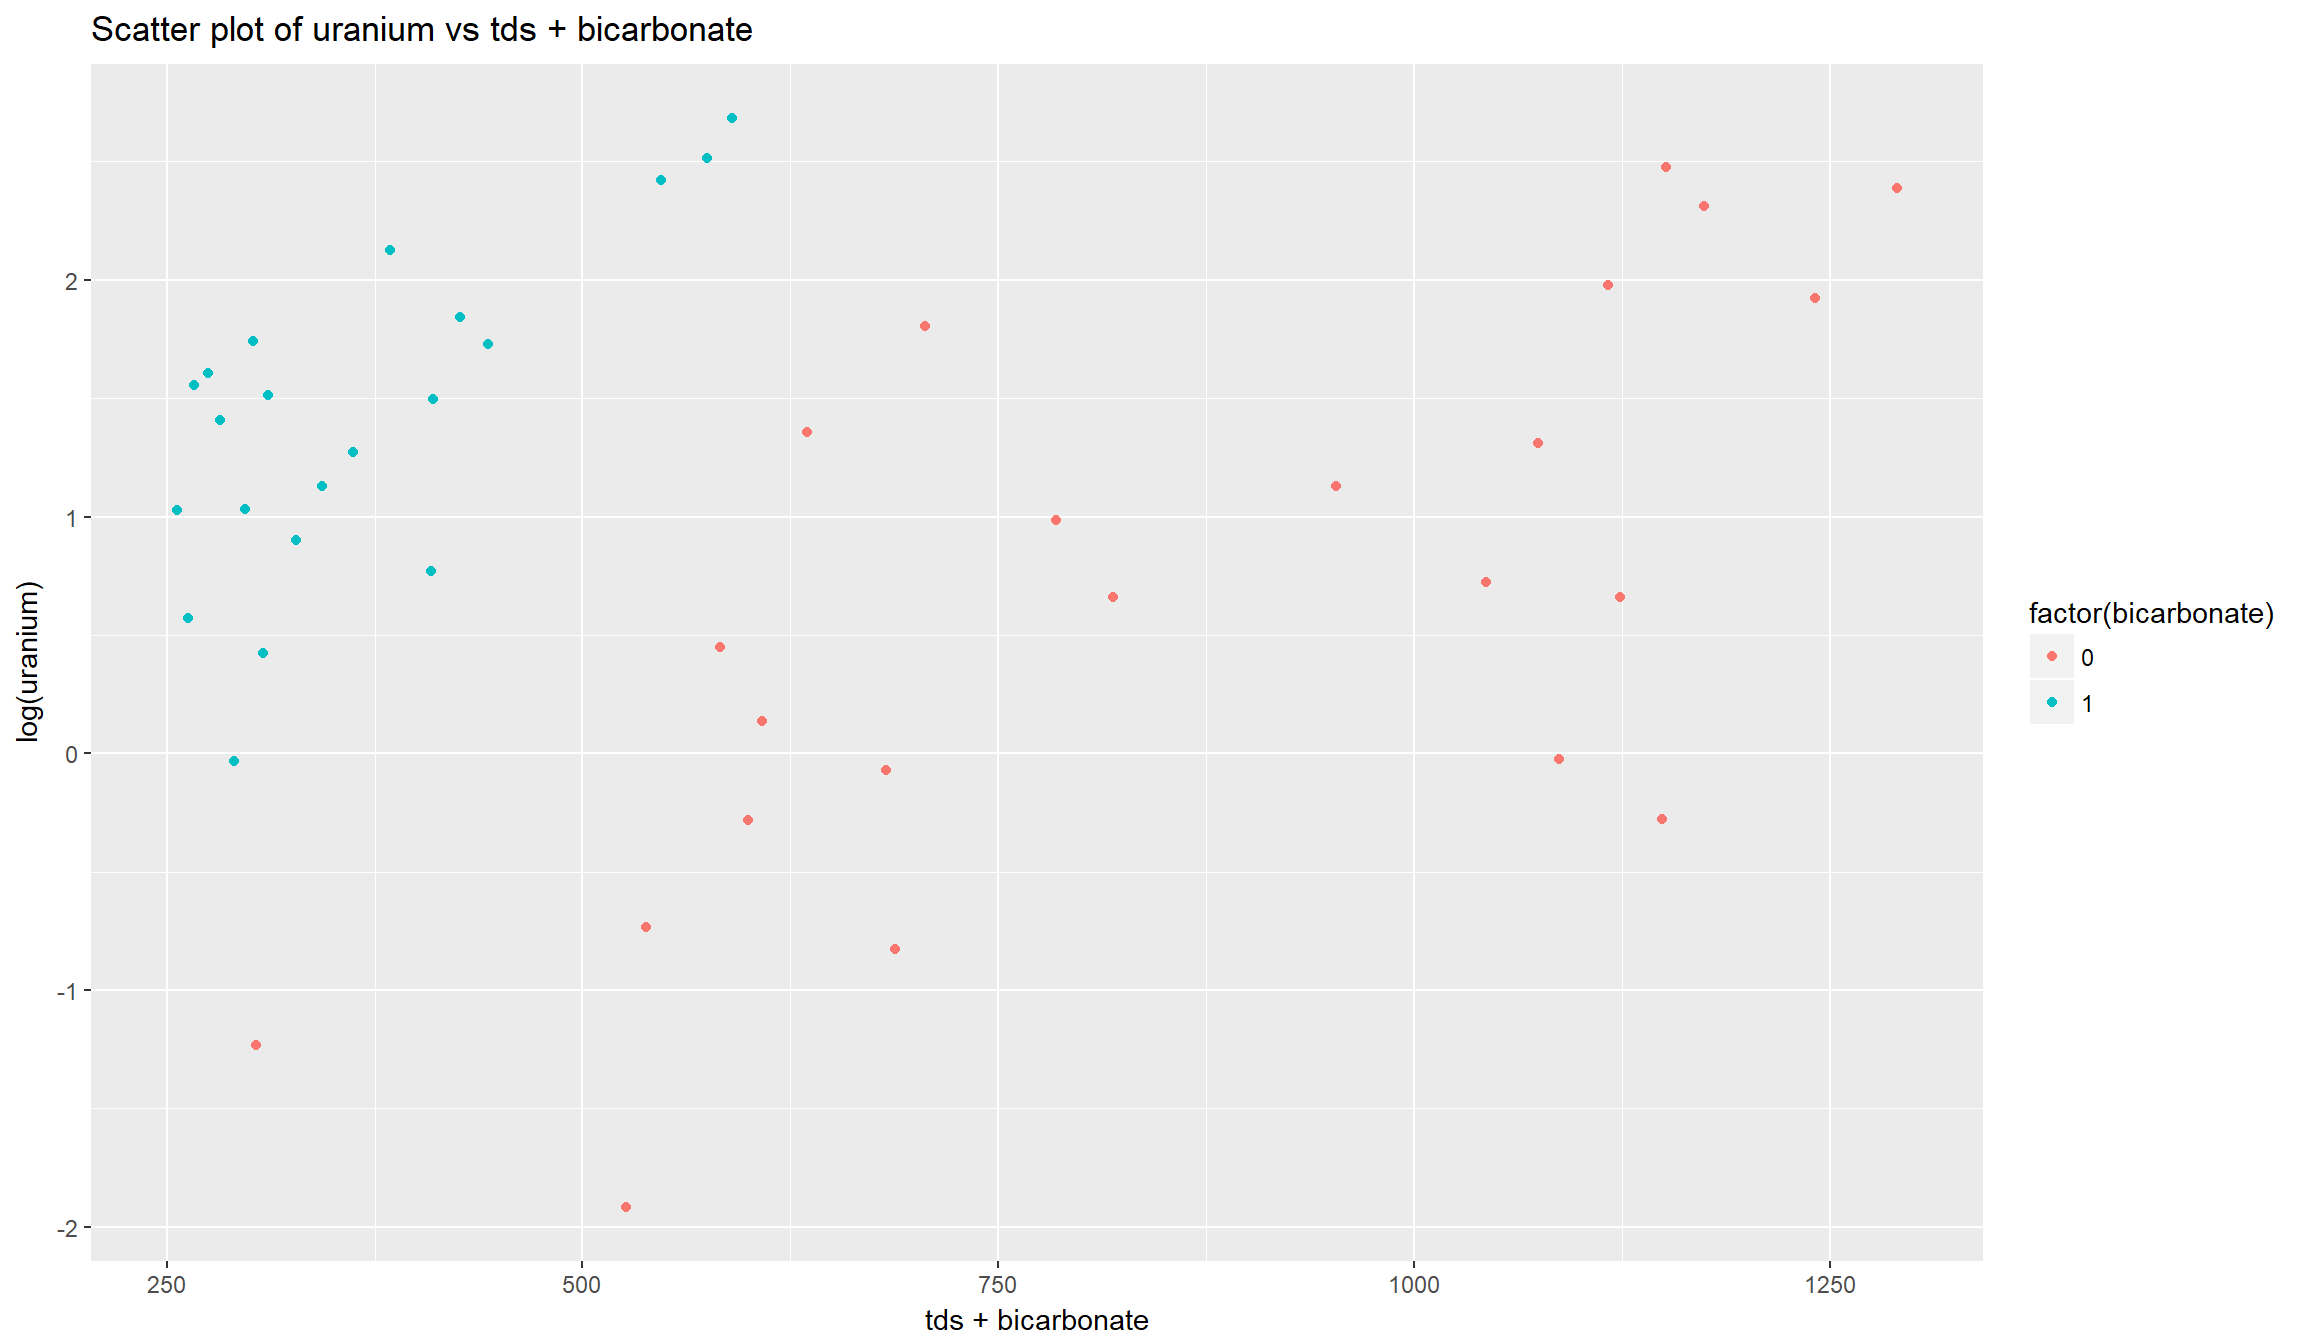 Scatter plot of uranium vs tds + bicarbonate
2
1
0
-1
-2
log(uranium)
250 500 750 1000 1250
tds + bicarbonate
factor(bicarbonate)
0
1